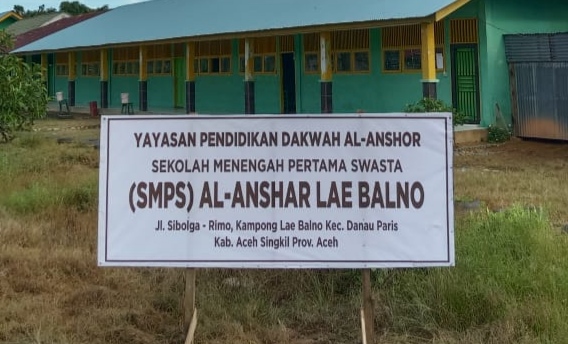 YAYASAN PENDIDIKAN DAKWAH AL-ANSHOR
SEKOLAH MENENGAH PERTAMA SWASTA
(SMPS) AL-ANSHAR LAE BALNO
Jl. Sibolga - Rimo, Kampong Lae Balno Kec. Danau Paris
Kab. Aceh Singkil Prov. Aceh